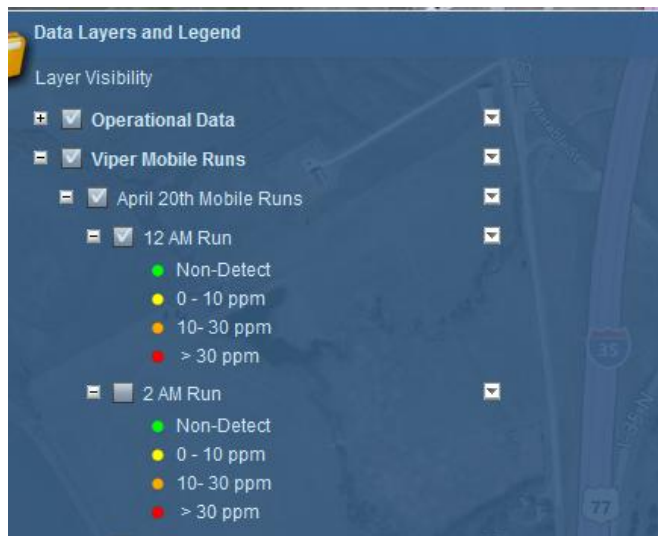 Data Layers and Legend
Layer Visibility
Operational Data
Viper Mobile Runs
April 20th Mobile Runs
12 AM Run
Non-Detect
0 - 10 ppm
10- 30 ppm
> 30 ppm
2 AM Run
Non-Detect
0 - 10 ppm
10- 30 ppm
> 30 ppm
35
77